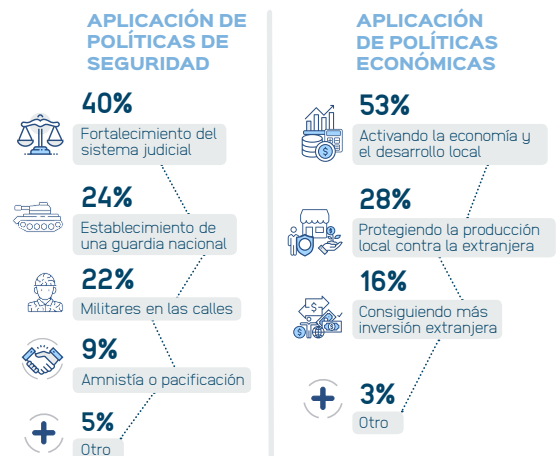 APLICACIÓN DE
POLÍTICAS DE
SEGURIDAD
40%
Fortalecimiento del
sistema judicial
24%
Establecimiento de
una guardia nacional
22%
Militares en las calles
9%
Amnistía o pacificación
5%
Otro
APLICACIÓN
DE POLÍTICAS
ECONÓMICAS
53%
Activando la economía y
el desarrollo local
28%
Protegiendo la producción
local contra la extranjera
16%
Consiguiendo más
inversión extranjera
3%
Otro